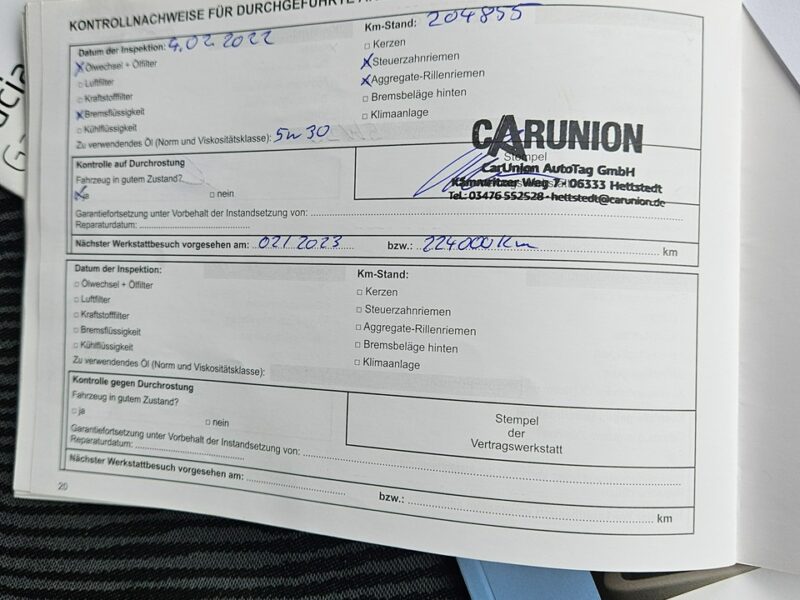 KONTROLLNACHWEISE FÜR DURCHGEFÜHRTE
Datum der Inspektion: 4.02.2022 Km-Stand: 204855
Ölwechsel + Ölfilter □ Kerzen
□ Luftfilter Steuerzahnriemen
□ Kraftstofffilter Aggregate-Rillenriemen
Bremsflüssigkeit □ Bremsbeläge hinten
□ Kühlflüssigkeit □ Klimaanlage
Zu verwendendes Öl (Norm und Viskositätsklasse): 5w30
CARUNION
Stempel
CarUnion AutoTag GmbH
Kamnitzer Weg 7 · 06333 Hettstedt
Tel.: 03476 552528 · hettstedt@carunion.de
Kontrolle auf Durchrostung
Fahrzeug in gutem Zustand?
ja □ nein
Garantiefortsetzung unter Vorbehalt der Instandsetzung von:
Reparaturdatum:
Nächster Werkstattbesuch vorgesehen am: 02/2023 bzw.: 224000 Km km
Datum der Inspektion: Km-Stand:
□ Ölwechsel + Ölfilter □ Kerzen
□ Luftfilter □ Steuerzahnriemen
□ Kraftstofffilter □ Aggregate-Rillenriemen
□ Bremsflüssigkeit □ Bremsbeläge hinten
□ Kühlflüssigkeit □ Klimaanlage
Zu verwendendes Öl (Norm und Viskositätsklasse):
Kontrolle gegen Durchrostung
Fahrzeug in gutem Zustand?
□ ja □ nein
Stempel
der
Vertragswerkstatt
Garantiefortsetzung unter Vorbehalt der Instandsetzung von:
Reparaturdatum:
Nächster Werkstattbesuch vorgesehen am: bzw.: km
20